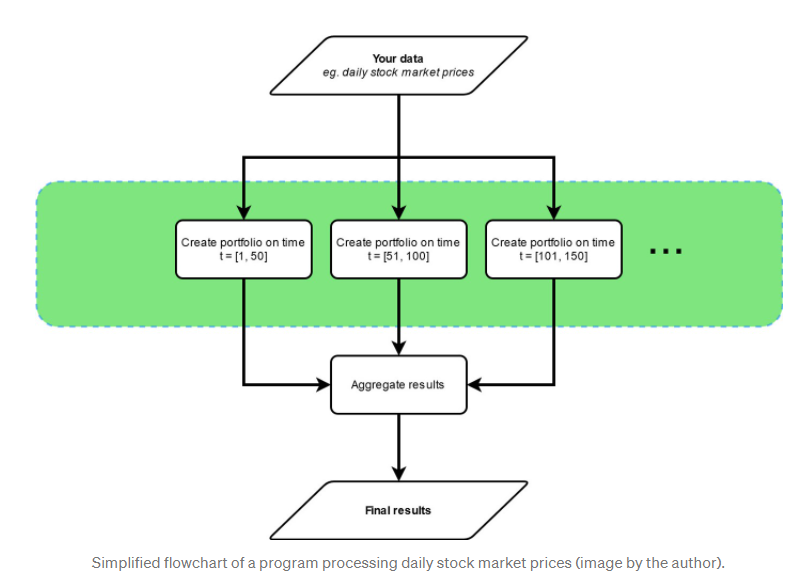 Your data
eg. daily stock market prices
Create portfolio on time
t = [1, 50]
Create portfolio on time
t = [51, 100]
Create portfolio on time
t = [101, 150]
...
Aggregate results
Final results
Simplified flowchart of a program processing daily stock market prices (image by the author).